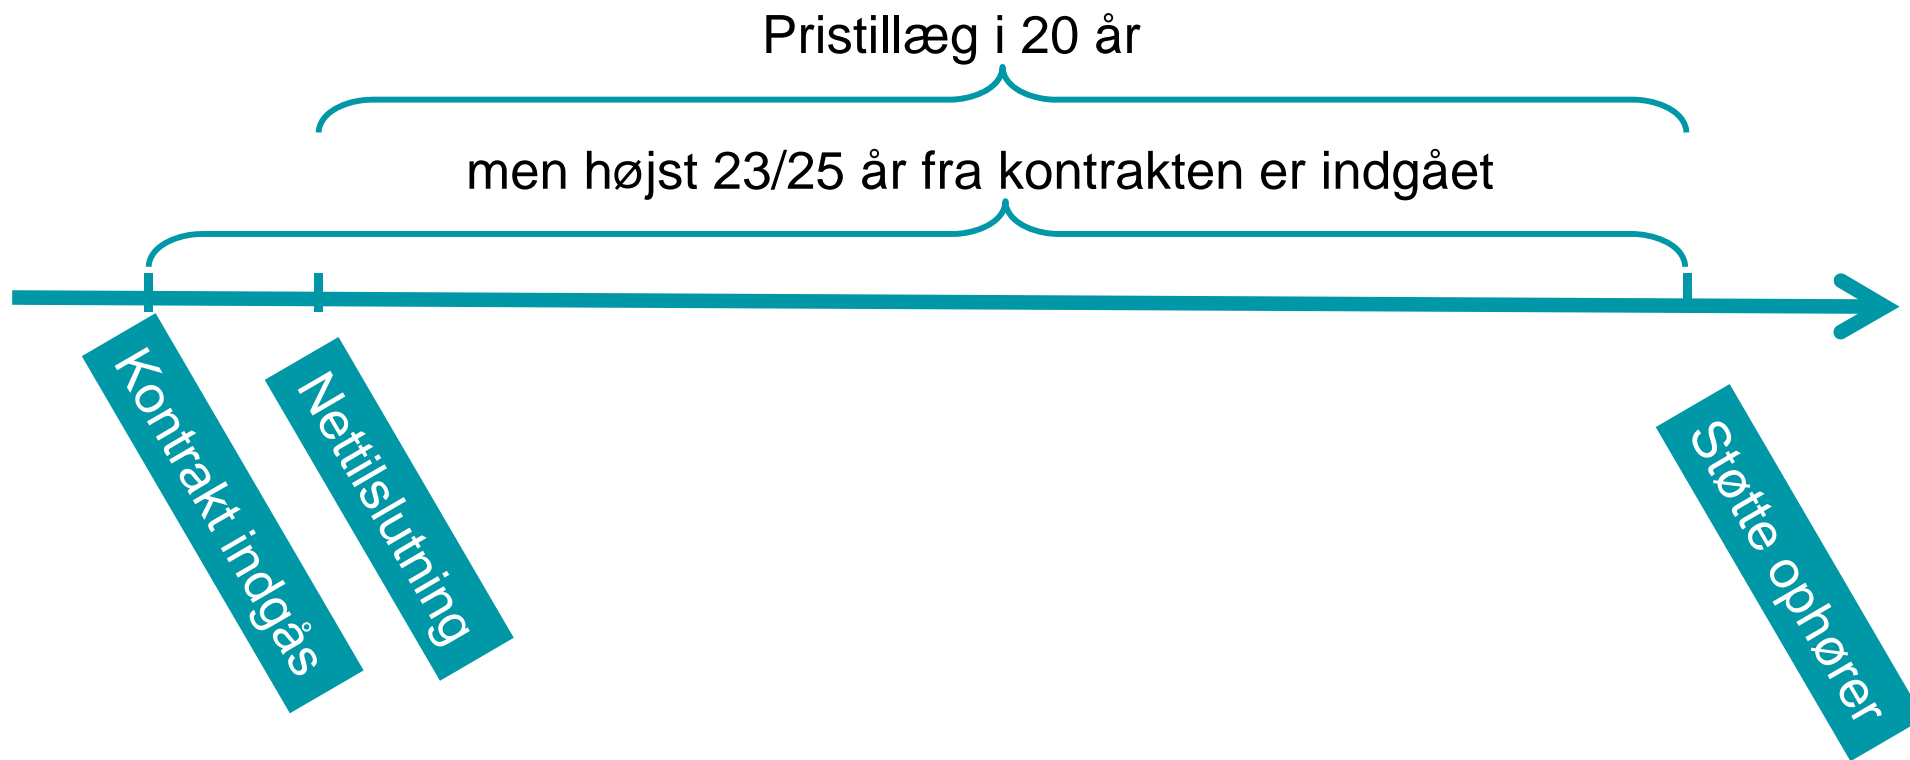 Pristillæg i 20 år
men højst 23/25 år fra kontrakten er indgået
Kontrakt indgås
Nettilslutning
Støtte ophører